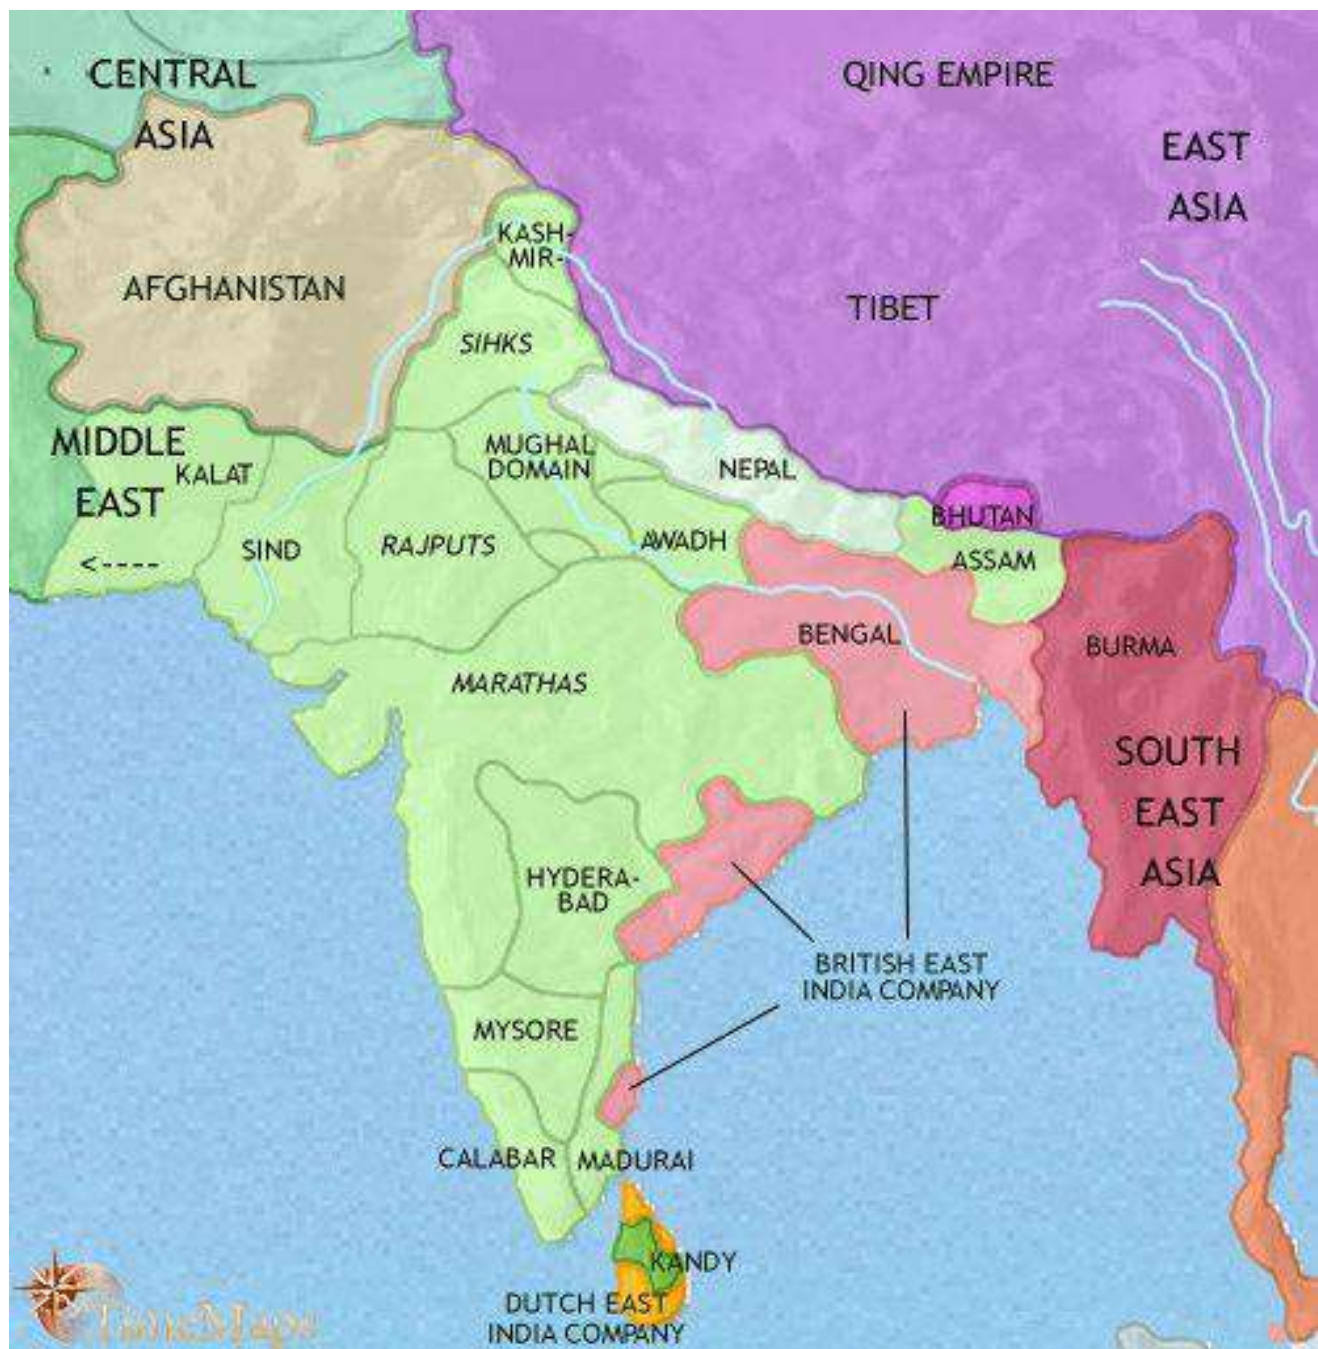 CENTRAL
ASIA
QING EMPIRE
EAST
ASIA
KASH-
MIR-
AFGHANISTAN
TIBET
SIHKS
MIDDLE
EAST
<----
KALAT
MUGHAL
DOMAIN
NEPAL
BHUTAN
SIND
RAJPUTS
AWADH
ASSAM
BENGAL
BURMA
MARATHAS
SOUTH
EAST
ASIA
HYDERA-
BAD
BRITISH EAST
INDIA COMPANY
MYSORE
CALABAR
MADURAI
KANDY
DUTCH EAST
INDIA COMPANY
TimeMaps